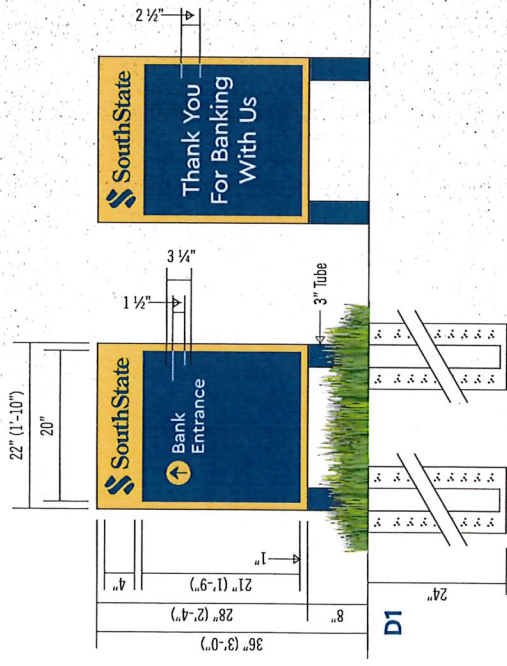 22" (1'-10")
20"
SouthState
Bank
Entrance
1 ½"
3 ¼"
3" Tube
4"
21" (1'-9")
1"
28" (2'-4")
8"
36" (3'-0")
24"
D1
SouthState
Thank You
For Banking
With Us
2 ½"